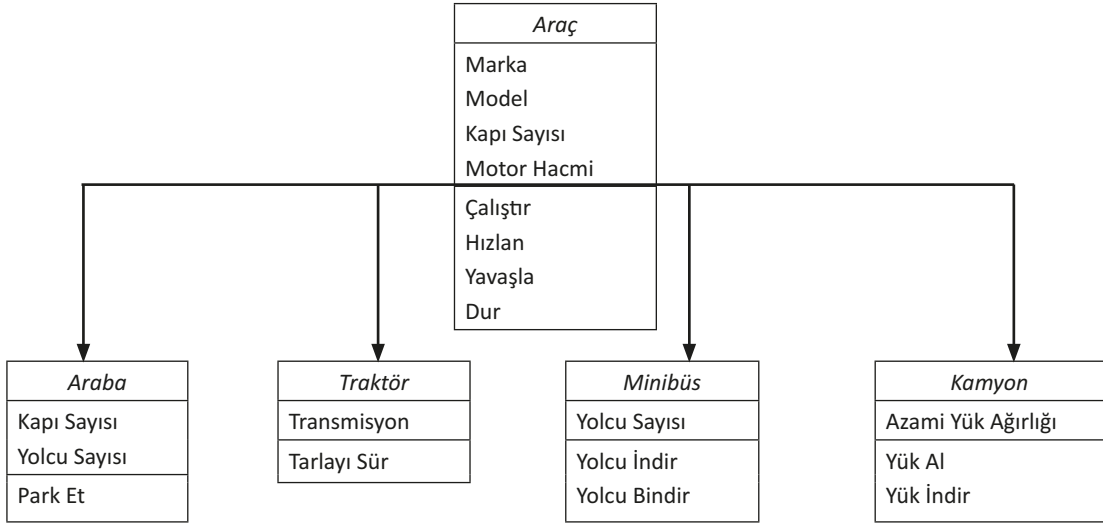 Araç
Marka
Model
Kapı Sayısı
Motor Hacmi
Çalıştır
Hızlan
Yavaşla
Dur
Araba
Kapı Sayısı
Yolcu Sayısı
Park Et
Traktör
Transmisyon
Tarlayı Sür
Minibüs
Yolcu Sayısı
Yolcu İndir
Yolcu Bindir
Kamyon
Azami Yük Ağırlığı
Yük Al
Yük İndir